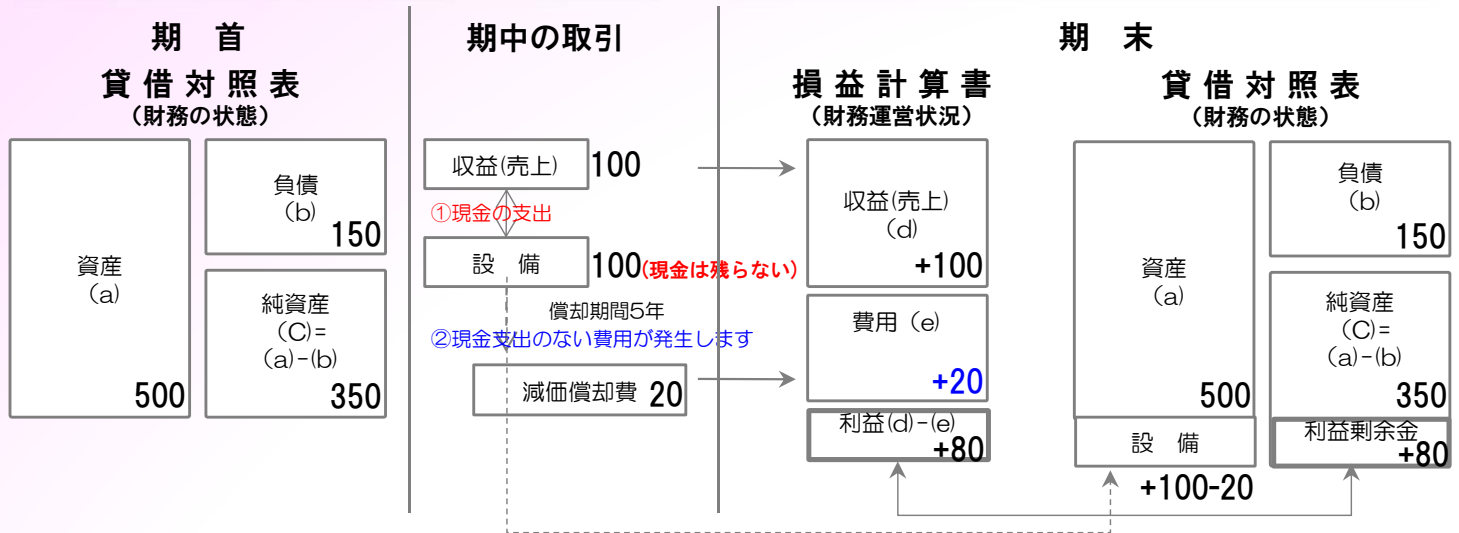 期　首
貸 借 対 照 表
（財務の状態）
資産
(a)
500
負債
(b)
150
純資産
(C)=
(a)-(b)
350
期中の取引
収益(売上)
100
①現金の支出
設　備
100
(現金は残らない)
償却期間5年
②現金支出のない費用が発生します
減価償却費
20
期　末
損 益 計 算 書
（財務運営状況）
収益(売上)
(d)
+100
費用（e）
+20
利益(d)-(e)
+80
貸 借 対 照 表
（財務の状態）
資産
(a)
500
設　備
+100-20
負債
(b)
150
純資産
(C)=
(a)-(b)
350
利益剰余金
+80